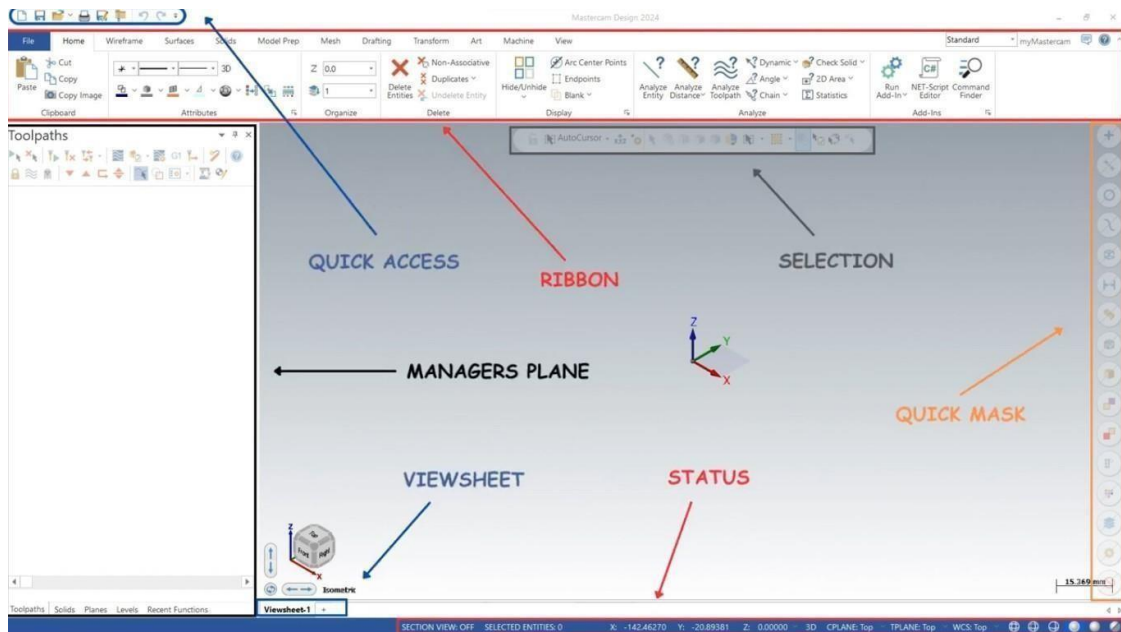 Mastercam Design 2024
File Home Wireframe Surfaces Solids Model Prep Mesh Drafting Transform Art Machine View Standard myMastercam
Paste
Cut
Copy
Copy Image
Clipboard
3D
Attributes
Z 0.0
1
Organize
Delete Entities
Non-Associative
Duplicates
Undelete Entity
Delete
Hide/Unhide
Arc Center Points
Endpoints
Blank
Display
Analyze Entity
Analyze Distance
Analyze Toolpath
Dynamic
Angle
Chain
Check Solid
2D Area
Statistics
Analyze
Run Add-In
C#
NET-Script Editor
Command Finder
Add-Ins
Toolpaths
G1
AutoCursor
QUICK ACCESS
RIBBON
SELECTION
Z
Y
X
MANAGERS PLANE
QUICK MASK
VIEWSHEET
STATUS
Z
Top
Front
Right
X
Isometric
15.269 mm
Toolpaths Solids Planes Levels Recent Functions
Viewsheet-1 +
SECTION VIEW: OFF SELECTED ENTITIES: 0 X: -142.46270 Y: -20.89381 Z: 0.00000 3D CPLANE: Top TPLANE: Top WCS: Top